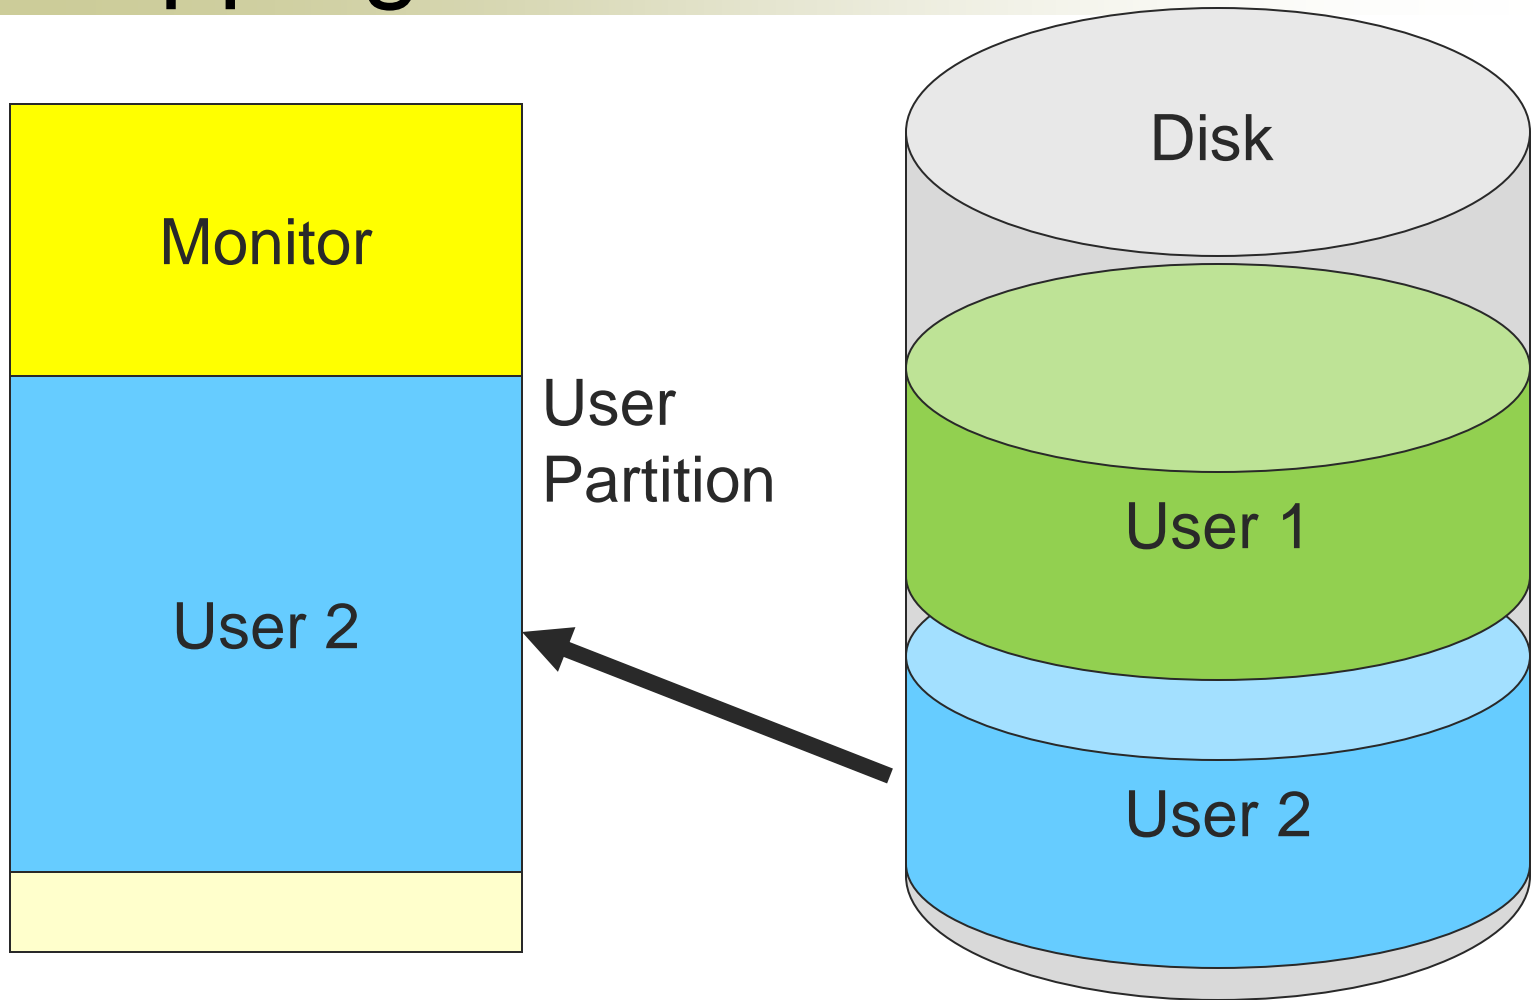 Monitor
User
Partition
User 2
Disk
User 1
User 2